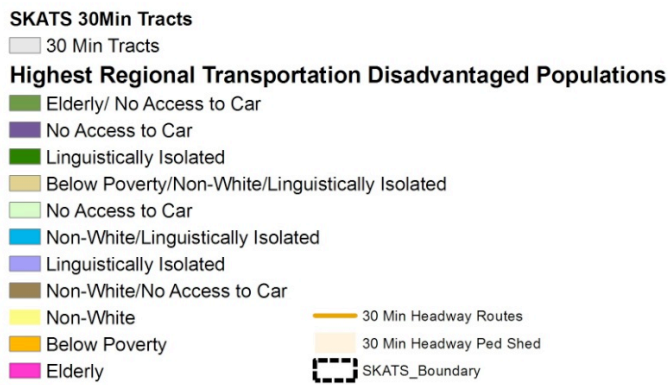 SKATS 30Min Tracts
30 Min Tracts
Highest Regional Transportation Disadvantaged Populations
Elderly/ No Access to Car
No Access to Car
Linguistically Isolated
Below Poverty/Non-White/Linguistically Isolated
No Access to Car
Non-White/Linguistically Isolated
Linguistically Isolated
Non-White/No Access to Car
Non-White
Below Poverty
Elderly
30 Min Headway Routes
30 Min Headway Ped Shed
SKATS_Boundary